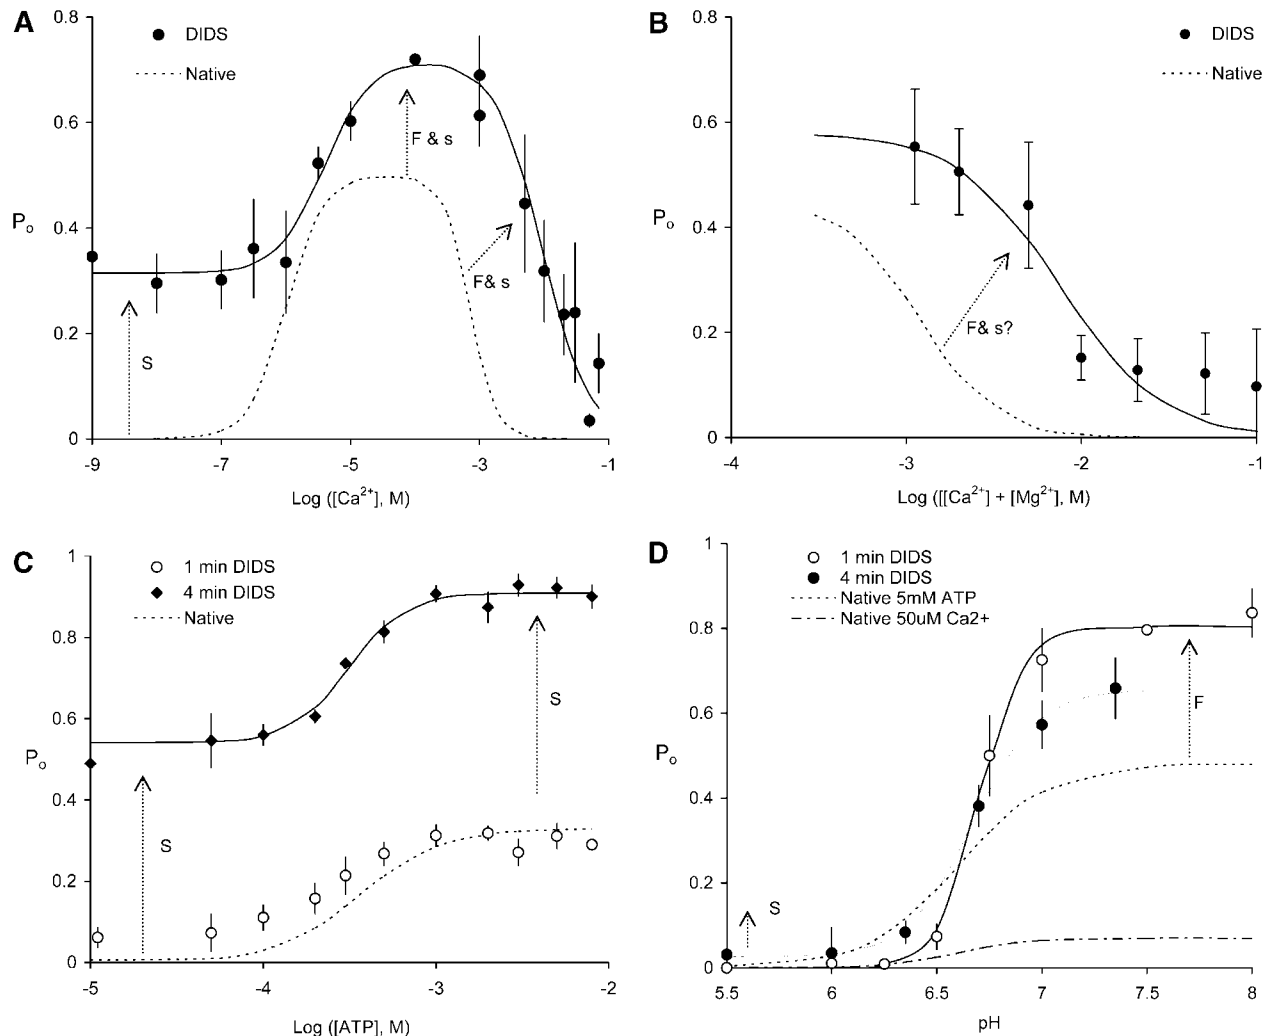 A
DIDS
Native
0.8
0.6
0.4
0.2
0
Po
F & s
F& s
S
-9
-7
-5
-3
-1
Log ([Ca²⁺], M)
B
DIDS
Native
0.8
0.6
0.4
0.2
0
Po
F& s?
-4
-3
-2
-1
Log ([[Ca²⁺] + [Mg²⁺], M)
C
1 min DIDS
4 min DIDS
Native
1
0.8
0.6
0.4
0.2
0
Po
S
S
-5
-4
-3
-2
Log ([ATP], M)
D
1 min DIDS
4 min DIDS
Native 5mM ATP
Native 50uM Ca2+
1
0.8
0.6
0.4
0.2
0
Po
F
S
5.5
6
6.5
7
7.5
8
pH